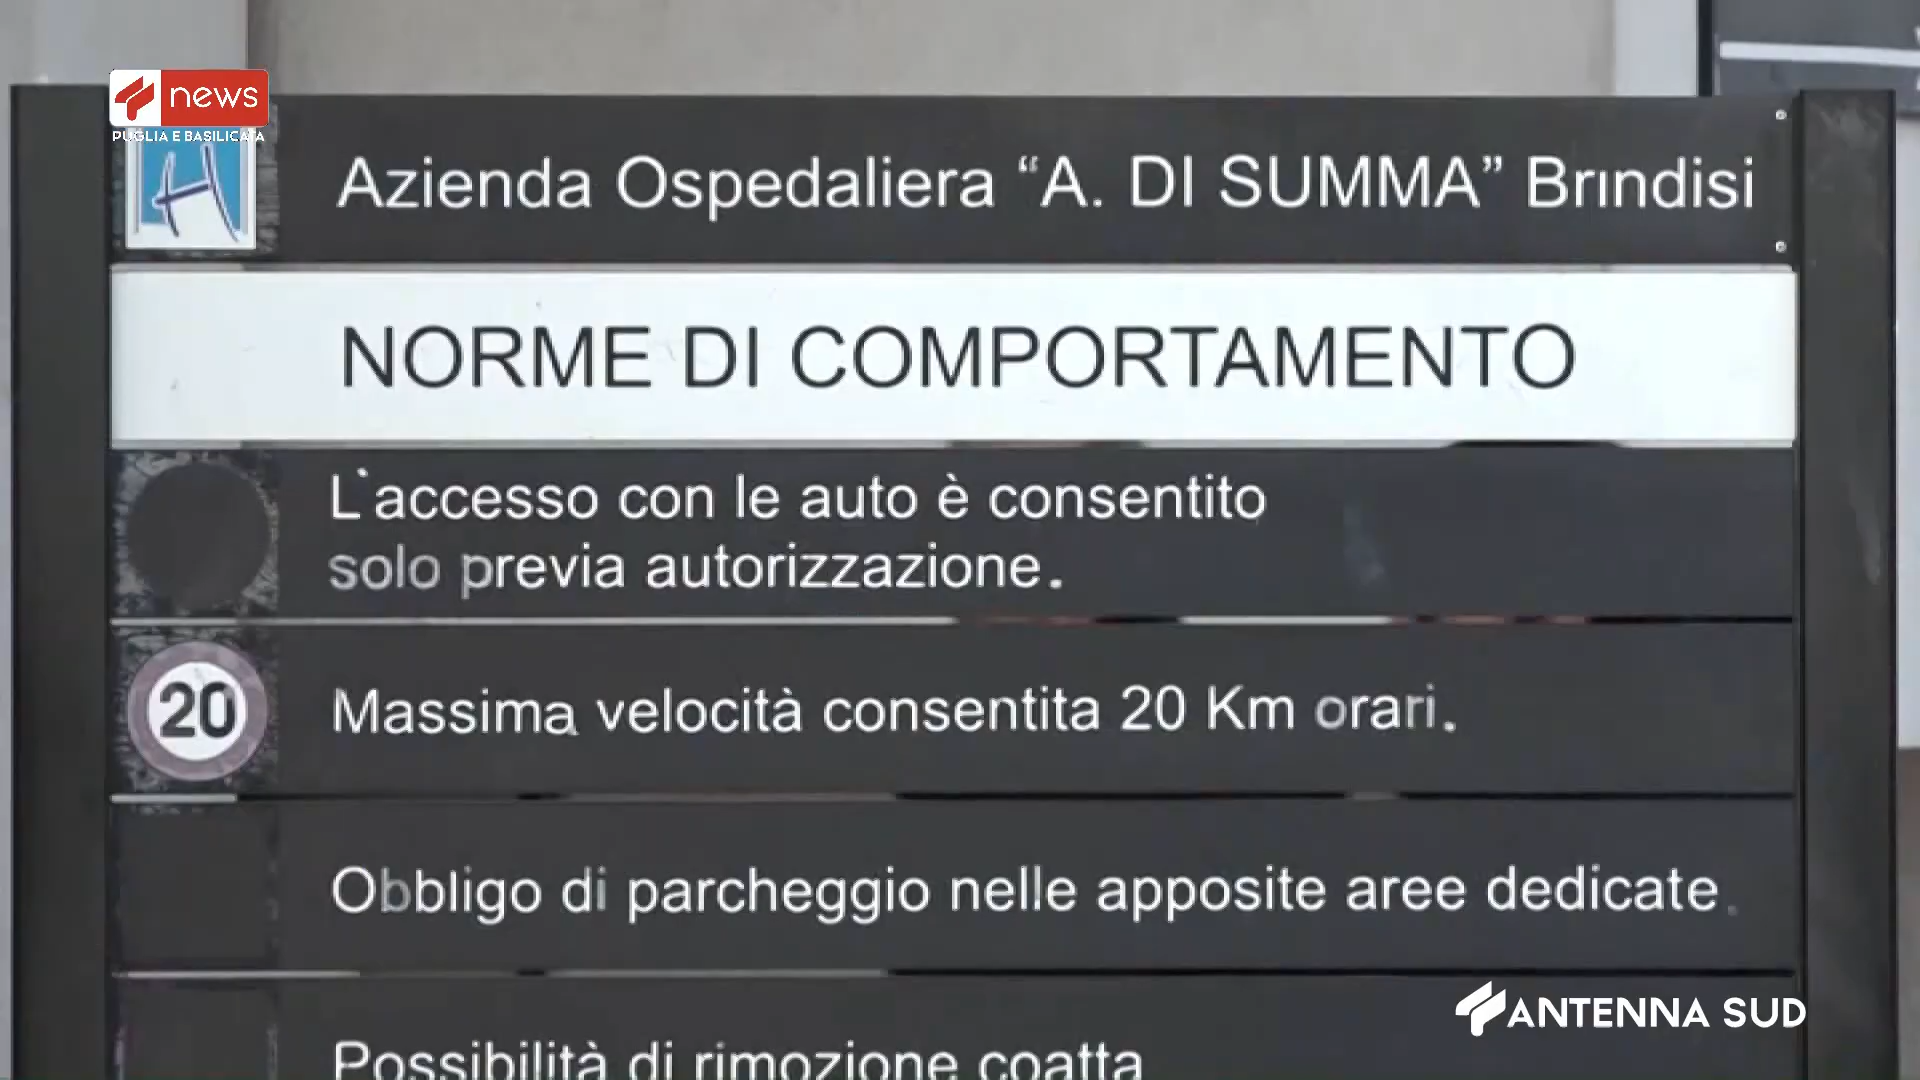 news
PUGLIA E BASILICATA
Azienda Ospedaliera “A. DI SUMMA” Brindisi
NORME DI COMPORTAMENTO
L'accesso con le auto è consentito
solo previa autorizzazione.
20
Massima velocità consentita 20 Km orari.
Obbligo di parcheggio nelle apposite aree dedicate.
ANTENNA SUD
Possibilità di rimozione coatta